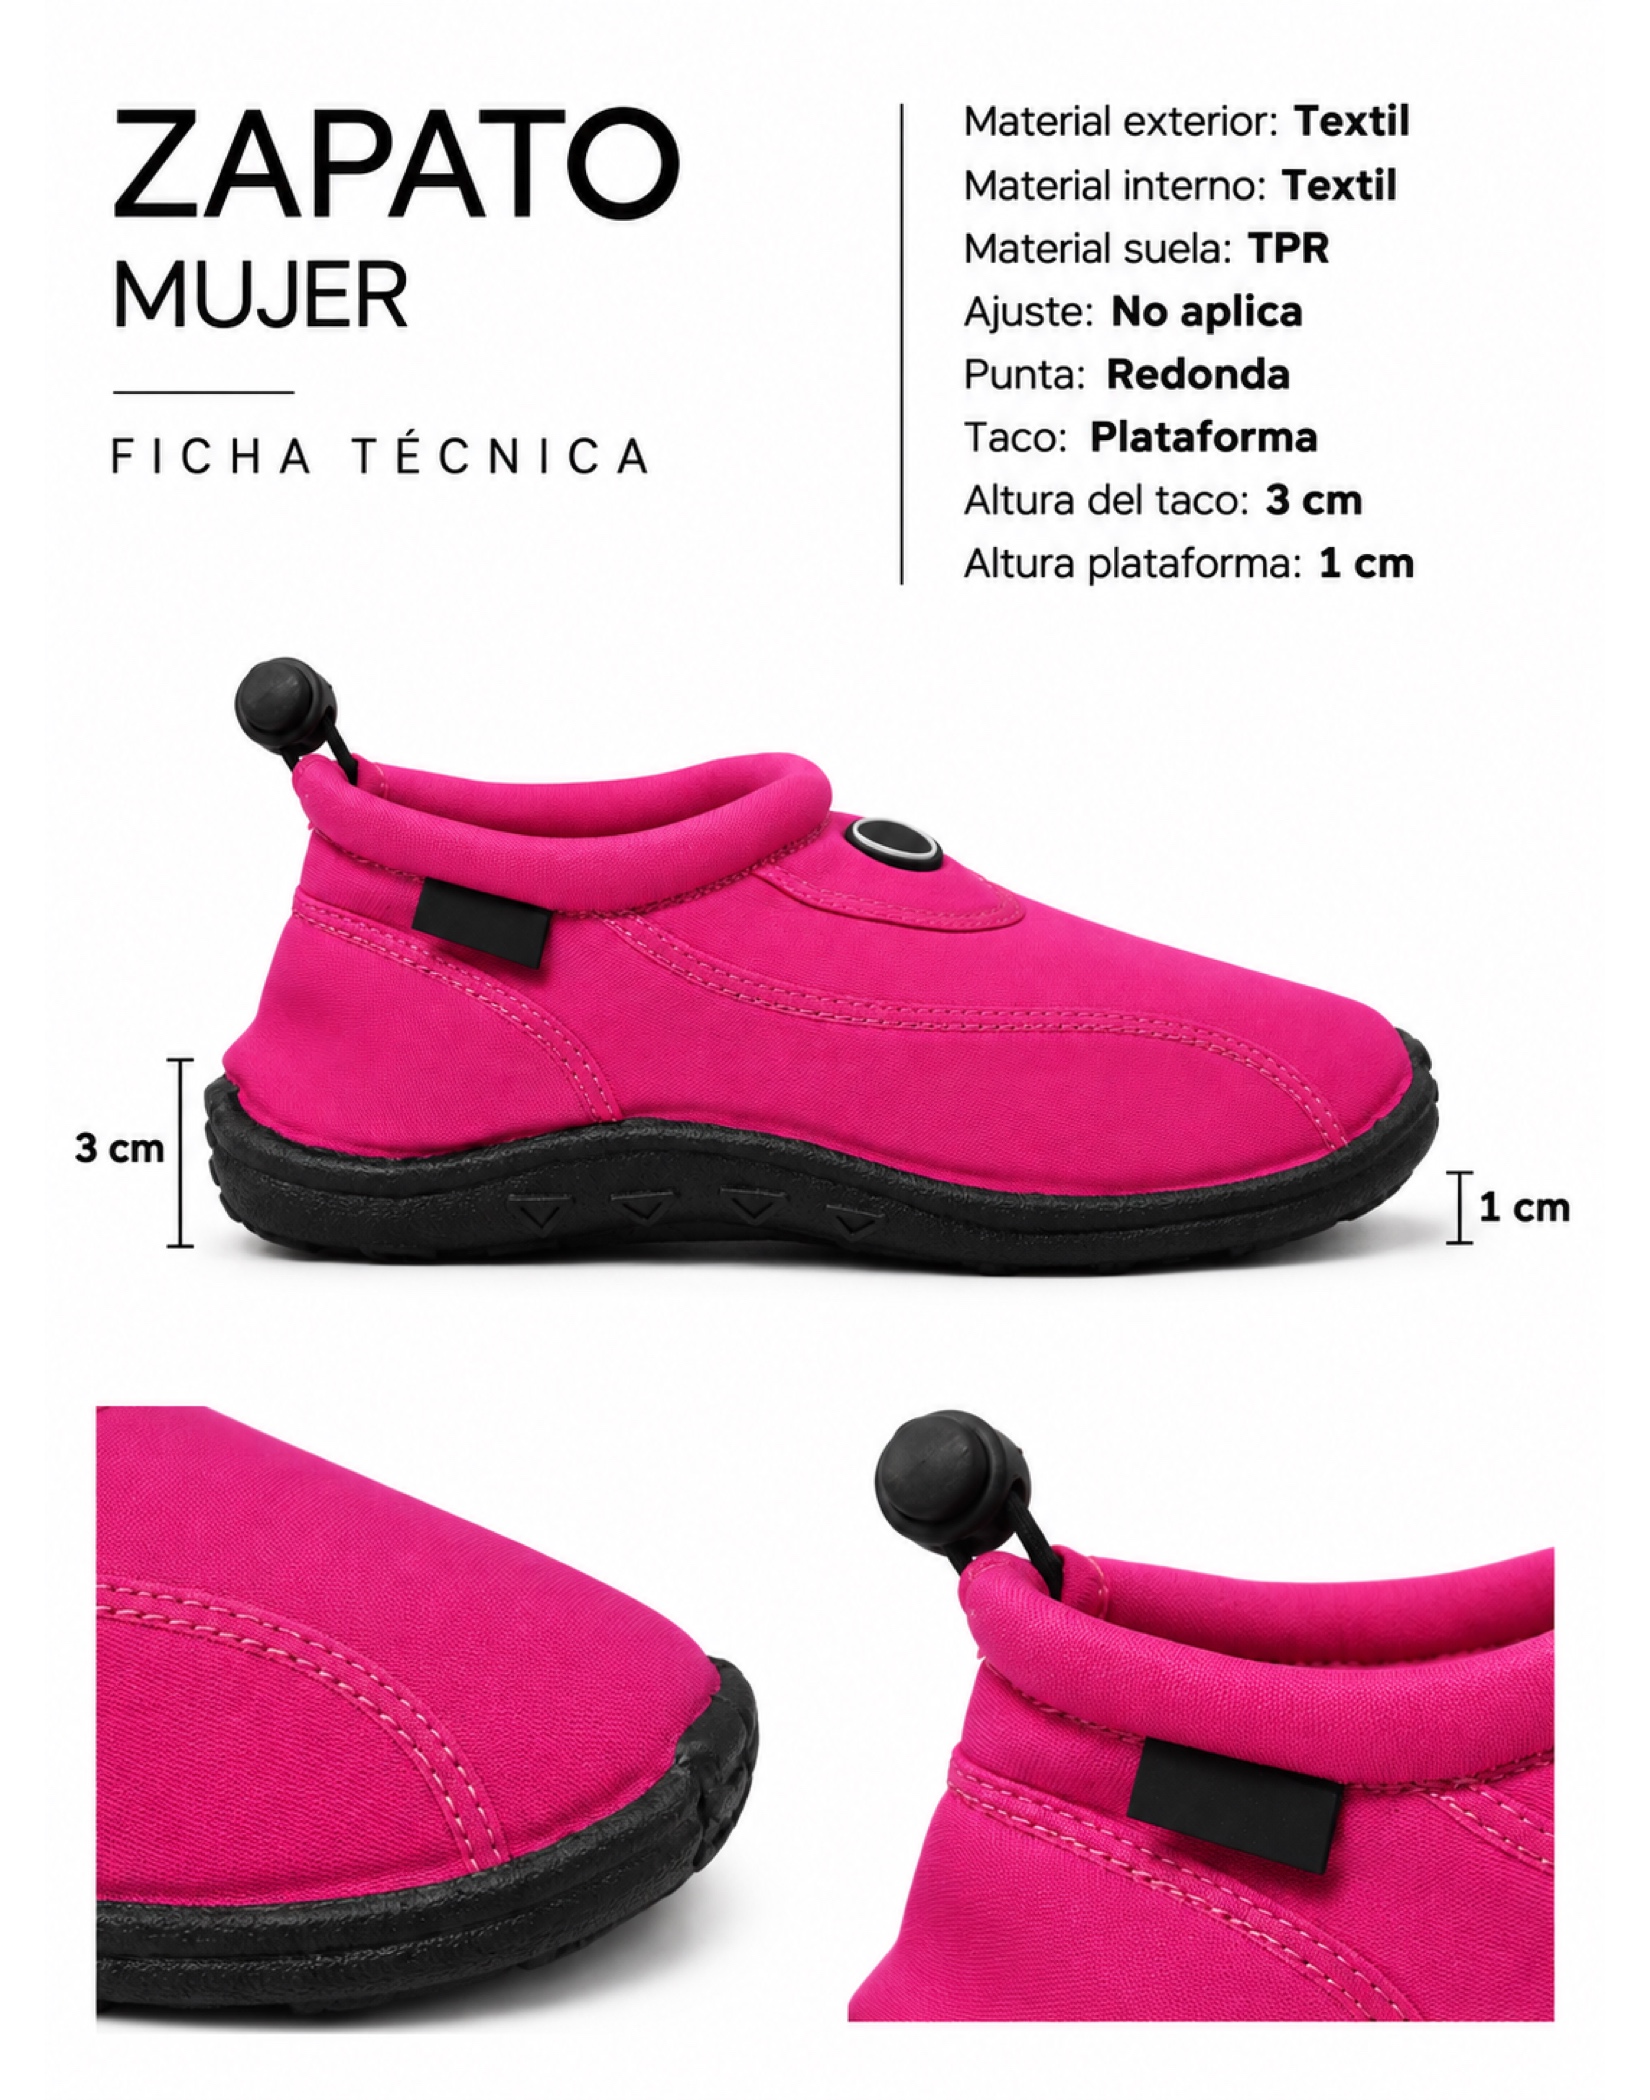 ZAPATO
MUJER
FICHA TÉCNICA
Material exterior: Textil
Material interno: Textil
Material suela: TPR
Ajuste: No aplica
Punta: Redonda
Taco: Plataforma
Altura del taco: 3 cm
Altura plataforma: 1 cm
3 cm
1 cm